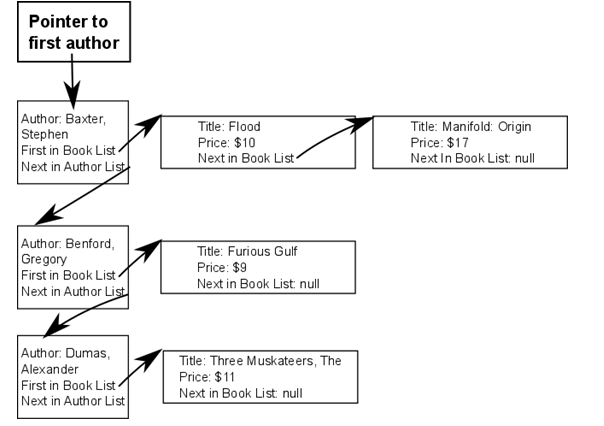 Pointer to
first author
Author: Baxter,
Stephen
First in Book List
Next in Author List
Title: Flood
Price: $10
Next in Book List
Title: Manifold: Origin
Price: $17
Next In Book List: null
Author: Benford,
Gregory
First in Book List
Next in Author List
Title: Furious Gulf
Price: $9
Next in Book List: null
Author: Dumas,
Alexander
First in Book List
Next in Author List
Title: Three Muskateers, The
Price: $11
Next in Book List: null